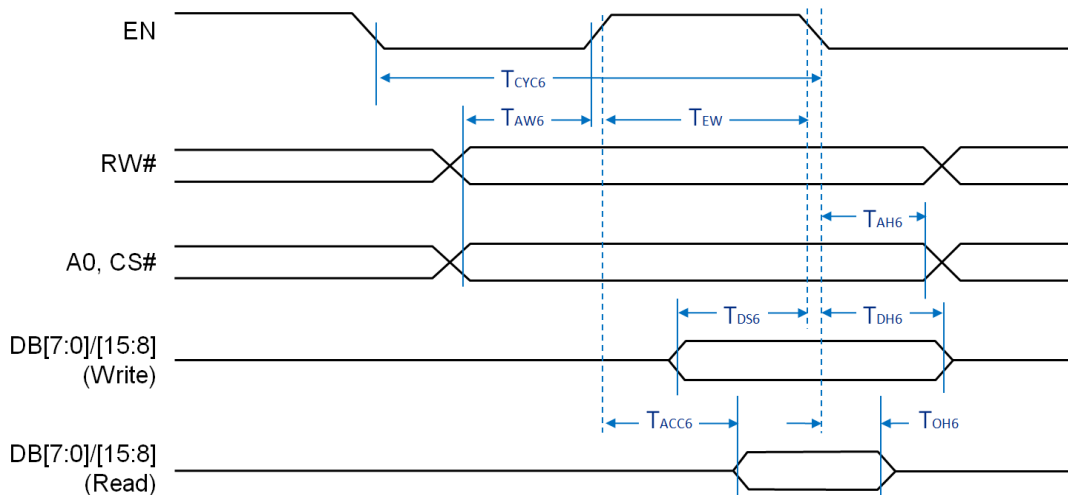 EN
TCYC6
TAW6
TEW
RW#
TAH6
A0, CS#
TDS6
TDH6
DB[7:0]/[15:8]
(Write)
TACC6
TOH6
DB[7:0]/[15:8]
(Read)